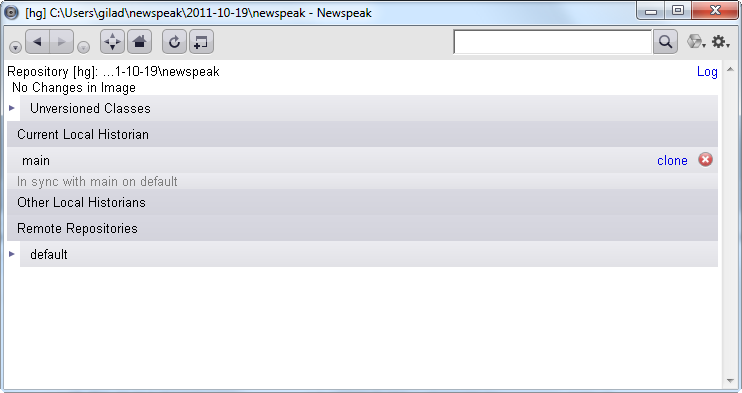 [hg] C:\Users\gilad\newspeak\2011-10-19\newspeak - Newspeak
Repository [hg]: ...1-10-19\newspeak Log
No Changes in Image
Unversioned Classes
Current Local Historian
main clone
In sync with main on default
Other Local Historians
Remote Repositories
default